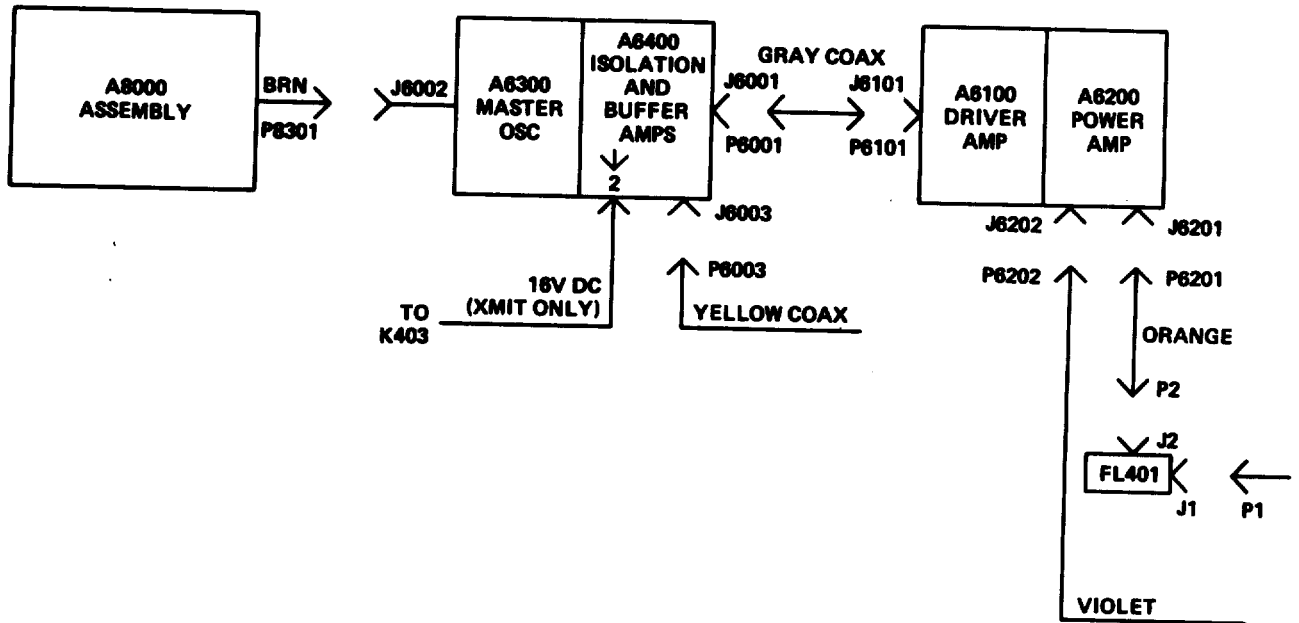 A8000
ASSEMBLY
BRN
P8301
J6002
A6300
MASTER
OSC
A6400
ISOLATION
AND
BUFFER
AMPS
2
GRAY COAX
J6001
J6101
P6001
P6101
A6100
DRIVER
AMP
A6200
POWER
AMP
J6003
P6003
16V DC
(XMIT ONLY)
TO
K403
YELLOW COAX
J6202
J6201
P6202
P6201
ORANGE
P2
J2
FL401
J1
P1
VIOLET